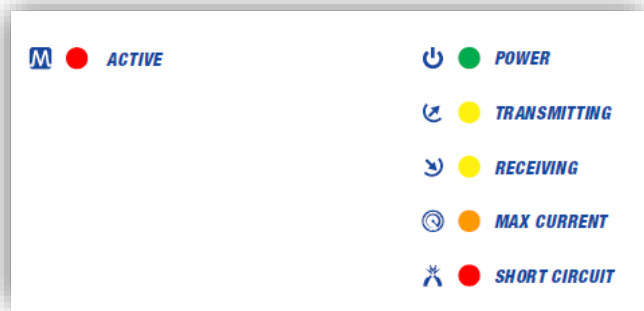 M ACTIVE
POWER
TRANSMITTING
RECEIVING
MAX CURRENT
SHORT CIRCUIT